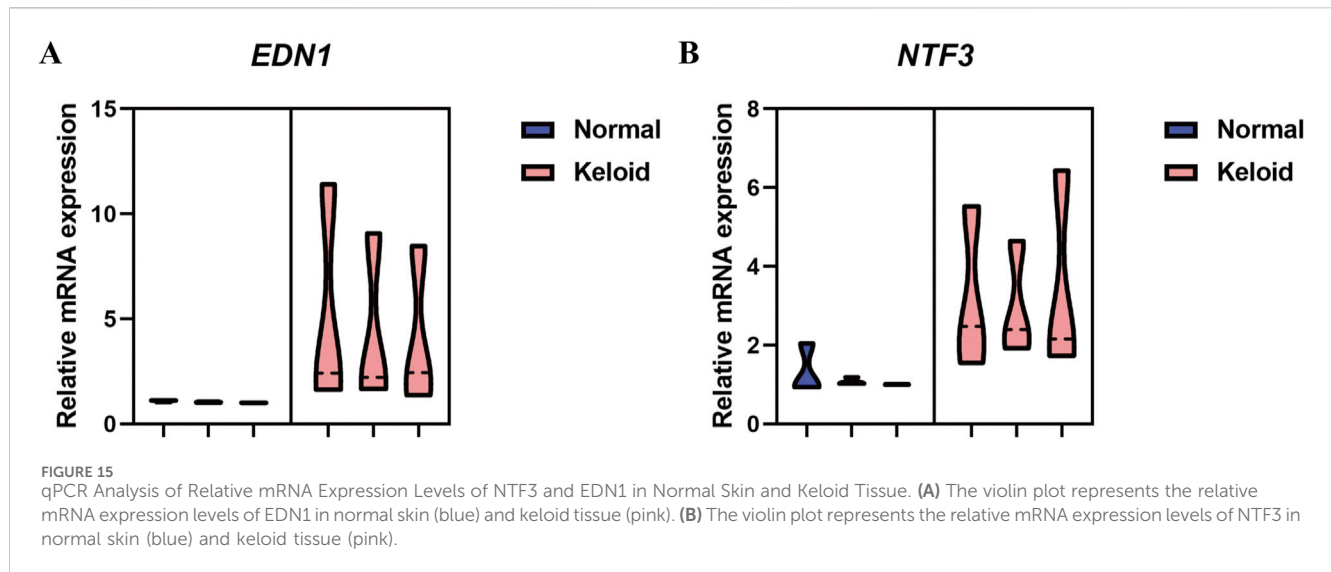 A
EDN1
Relative mRNA expression
15
10
5
0
Normal
Keloid
B
NTF3
Relative mRNA expression
8
6
4
2
0
Normal
Keloid
FIGURE 15
qPCR Analysis of Relative mRNA Expression Levels of NTF3 and EDN1 in Normal Skin and Keloid Tissue. (A) The violin plot represents the relative
mRNA expression levels of EDN1 in normal skin (blue) and keloid tissue (pink). (B) The violin plot represents the relative mRNA expression levels of NTF3 in
normal skin (blue) and keloid tissue (pink).